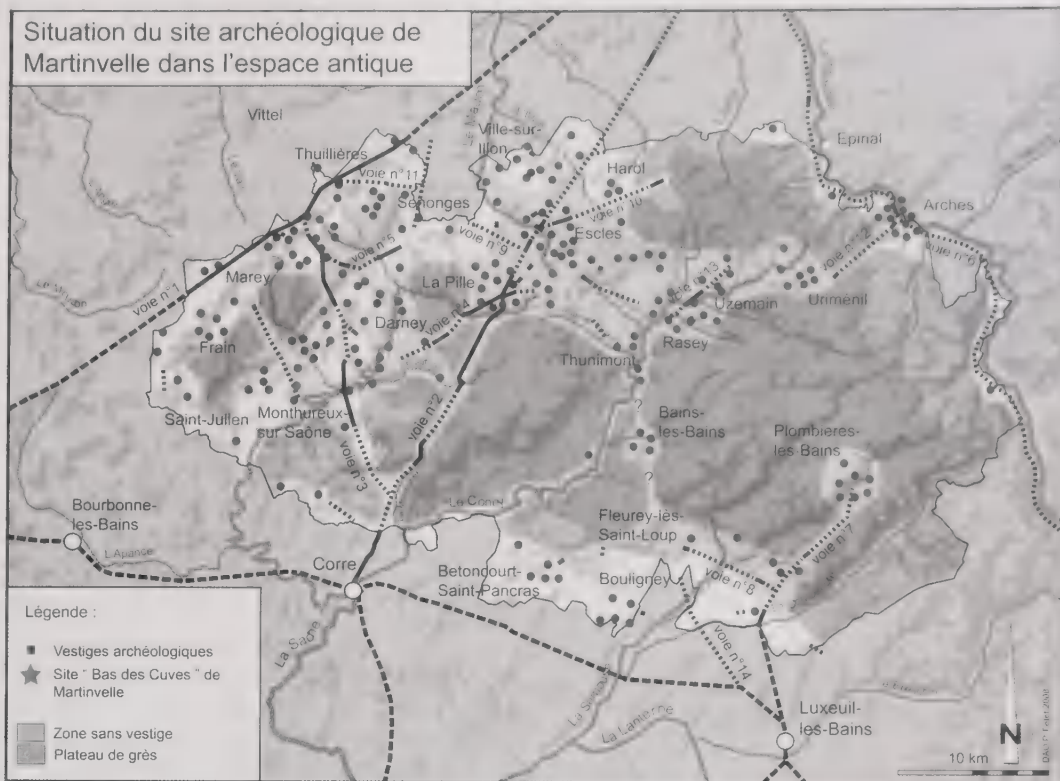 Situation du site archéologique de
Martinvelle dans l'espace antique
Vittel
Thuillières
voie n°11
Ville-sur-
Illon
Harol
Epinal
Senonges
voie n°10
Arches
voie n°5
voie n°9
Escles
voie n°2
voie n°6
Marey
La Pille
voie n°13
Uzemain
Uriménil
voie n°1
voie n°4
Darney
Frain
Thunimont
Rasey
Saint-Julien
Monthureux-
sur Saône
voie n°2
voie n°3
?
Bains-
les-Bains
Plombières-
les-Bains
?
Bourbonne-
les-Bains
Le Coney
Fleurey-lès-
Saint-Loup
voie n°7
L'Apance
Corre
Betoncourt-
Saint-Pancras
Bouligney
voie n°8
La Saône
voie n°14
Luxeuil-
les-Bains
La Lanterne
Légende :
Vestiges archéologiques
Site " Bas des Cuves " de
Martinvelle
Zone sans vestige
Plateau de grès
N
10 km